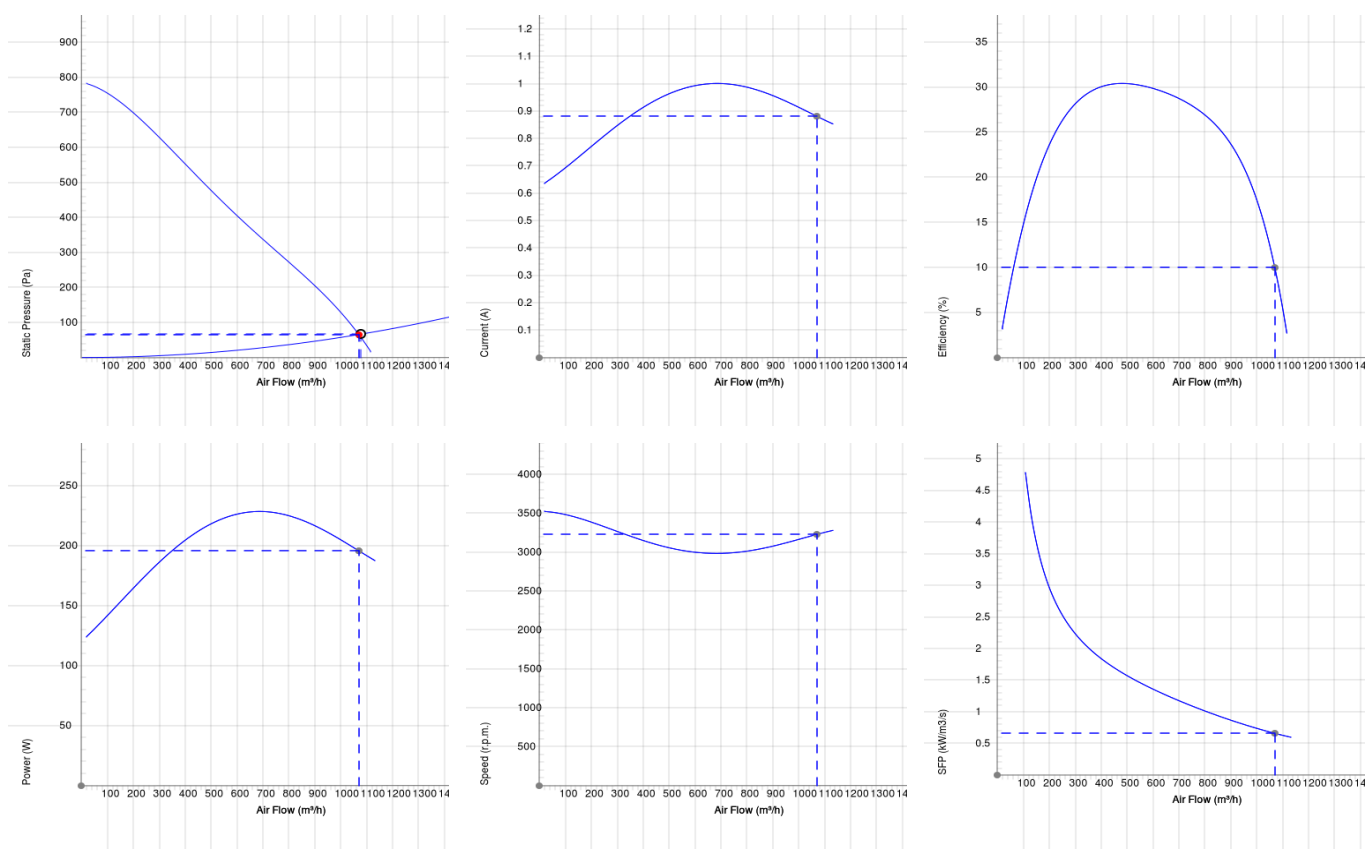 900
800
700
600
500
400
300
200
100
Static Pressure (Pa)
100 200 300 400 500 600 700 800 900 1000 1100 1200 1300 1400
Air Flow (m³/h)
1.2
1.1
1
0.9
0.8
0.7
0.6
0.5
0.4
0.3
0.2
0.1
Current (A)
100 200 300 400 500 600 700 800 900 1000 1100 1200 1300 14
Air Flow (m³/h)
35
30
25
20
15
10
5
Efficiency (%)
100 200 300 400 500 600 700 800 900 1000 1100 1200 1300 14
Air Flow (m³/h)
250
200
150
100
50
Power (W)
100 200 300 400 500 600 700 800 900 1000 1100 1200 1300 1400
Air Flow (m³/h)
4000
3500
3000
2500
2000
1500
1000
500
Speed (r.p.m.)
100 200 300 400 500 600 700 800 900 1000 1100 1200 1300 14
Air Flow (m³/h)
5
4.5
4
3.5
3
2.5
2
1.5
1
0.5
SFP (kW/m3/s)
100 200 300 400 500 600 700 800 900 1000 1100 1200 1300 14
Air Flow (m³/h)